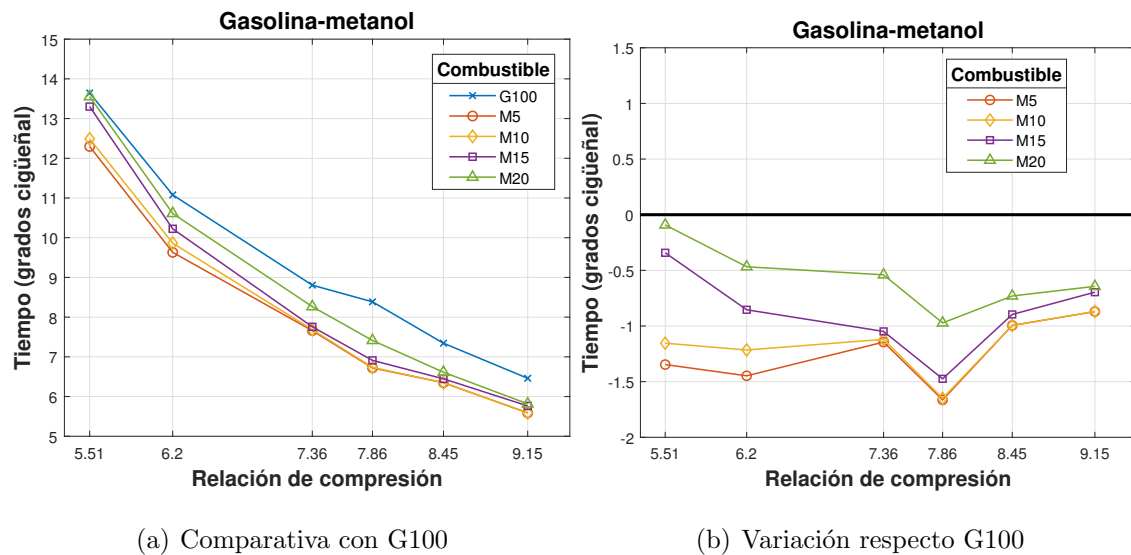 Gasolina-metanol
15
14
13
12
11
10
9
8
7
6
5
Tiempo (grados cigüeñal)
Combustible
G100
M5
M10
M15
M20
5.51 6.2 7.36 7.86 8.45 9.15
Relación de compresión
(a) Comparativa con G100
Gasolina-metanol
1.5
1
0.5
0
-0.5
-1
-1.5
-2
Tiempo (grados cigüeñal)
Combustible
M5
M10
M15
M20
5.51 6.2 7.36 7.86 8.45 9.15
Relación de compresión
(b) Variación respecto G100